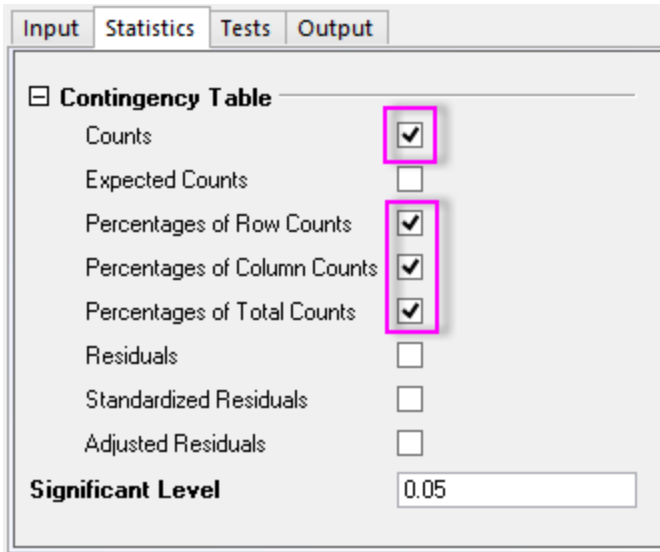 Input Statistics Tests Output
Contingency Table
Counts
Expected Counts
Percentages of Row Counts
Percentages of Column Counts
Percentages of Total Counts
Residuals
Standardized Residuals
Adjusted Residuals
Significant Level 0.05